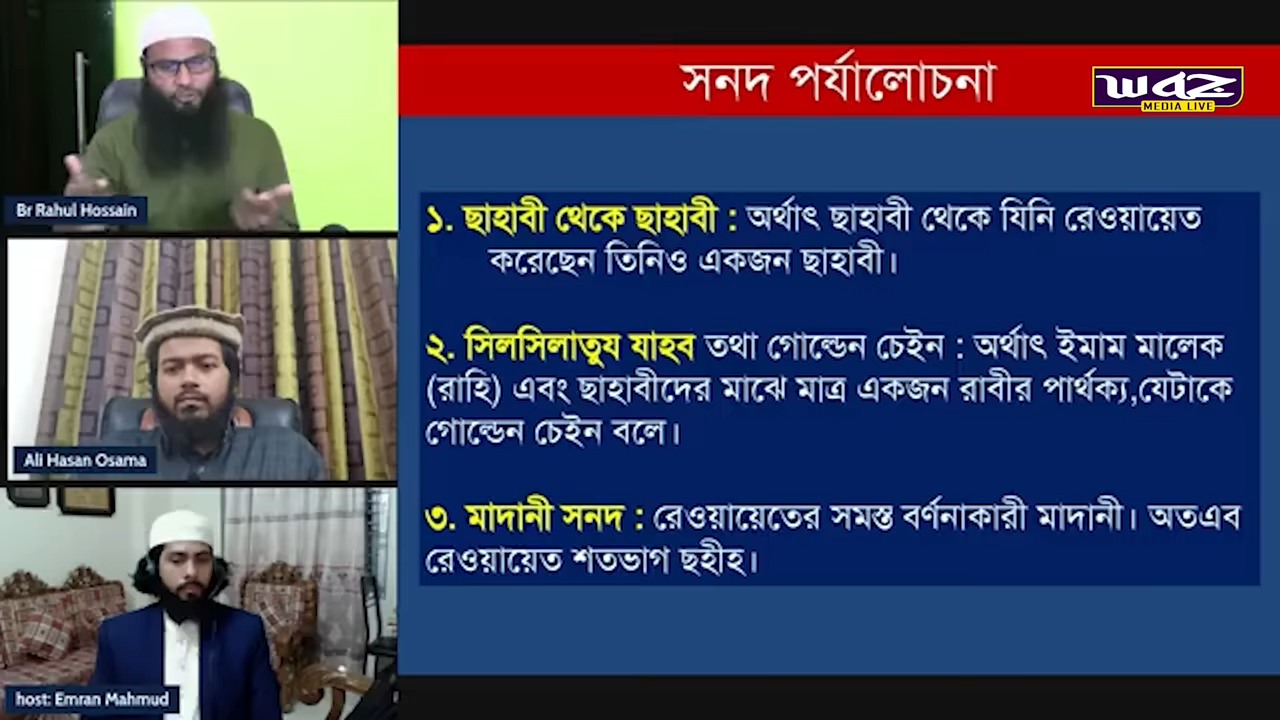 সনদ পর্যালোচনা
waz
MEDIA LIVE
Br Rahul Hossain
Ali Hasan Osama
host: Emran Mahmud
১. ছাহাবী থেকে ছাহাবী : অর্থাৎ ছাহাবী থেকে যিনি রেওয়ায়েত
করেছেন তিনিও একজন ছাহাবী।
২. সিলসিলাতুয যাহব তথা গোল্ডেন চেইন : অর্থাৎ ইমাম মালেক
(রাহি) এবং ছাহাবীদের মাঝে মাত্র একজন রাবীর পার্থক্য,যেটাকে
গোল্ডেন চেইন বলে।
৩. মাদানী সনদ : রেওয়ায়েতের সমস্ত বর্ণনাকারী মাদানী। অতএব
রেওয়ায়েত শতভাগ ছহীহ।